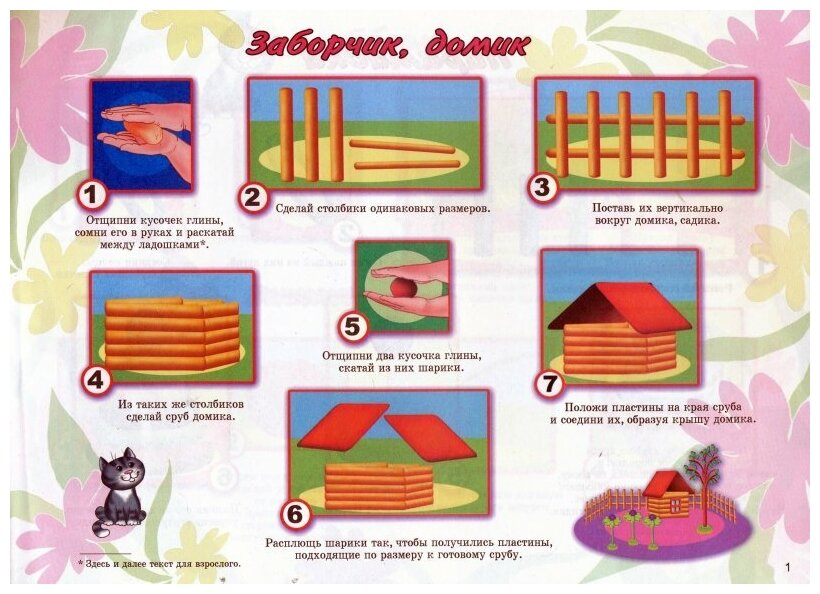 Заборчик, домик
1
Отщипни кусочек глины,
сомни его в руках и раскатай
между ладошками*.
2
Сделай столбики одинаковых размеров.
3
Поставь их вертикально
вокруг домика, садика.
4
Из таких же столбиков
сделай сруб домика.
5
Отщипни два кусочка глины,
скатай из них шарики.
6
Расплющь шарики так, чтобы получились пластины,
подходящие по размеру к готовому срубу.
7
Положи пластины на края сруба
и соедини их, образуя крышу домика.
* Здесь и далее текст для взрослого.
1